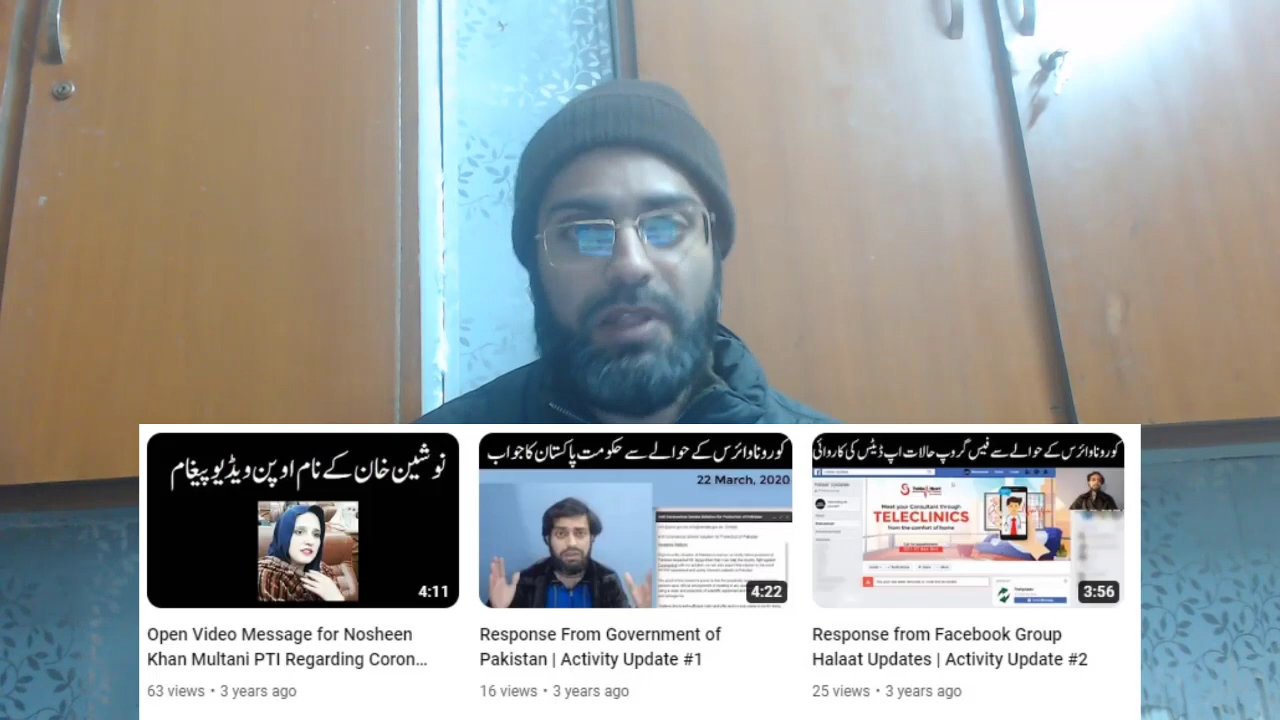 نوشین خان کے نام اوپن ویڈیو پیغام
4:11
Open Video Message for Nosheen
Khan Multani PTI Regarding Coron...
63 views • 3 years ago
کورونا وائرس کے حوالے سے حکومت پاکستان کا جواب
22 March, 2020
4:22
Response From Government of
Pakistan | Activity Update #1
16 views • 3 years ago
کورونا وائرس کے حوالے سے فیس گروپ حالات اپ ڈیٹس کی کاروائی
Meet your Consultant through
TELECLINICS
from the comfort of home
3:56
Response from Facebook Group
Halaat Updates | Activity Update #2
25 views • 3 years ago